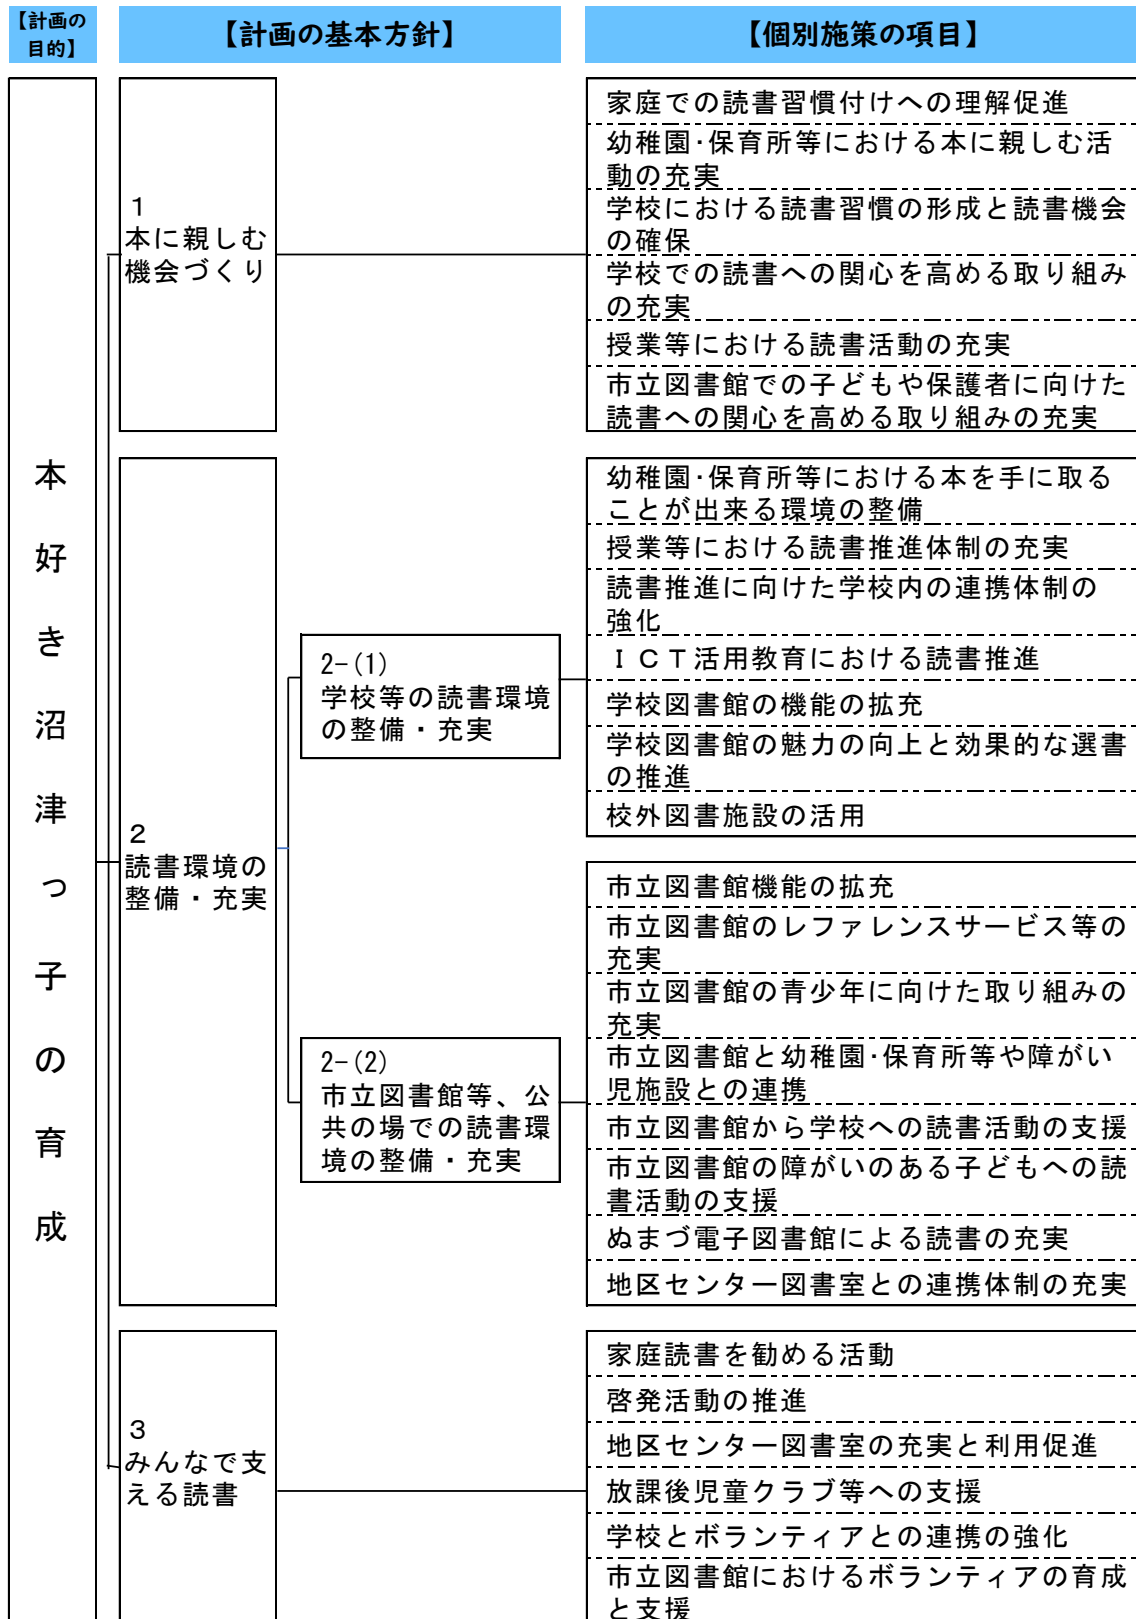 【計画の
目的】
【計画の基本方針】
【個別施策の項目】
本好き沼津っ子の育成
1
本に親しむ
機会づくり
家庭での読書習慣付けへの理解促進
幼稚園･保育所等における本に親しむ活
動の充実
学校における読書習慣の形成と読書機会
の確保
学校での読書への関心を高める取り組み
の充実
授業等における読書活動の充実
市立図書館での子どもや保護者に向けた
読書への関心を高める取り組みの充実
2
読書環境の
整備・充実
2-(1)
学校等の読書環境
の整備・充実
幼稚園･保育所等における本を手に取る
ことが出来る環境の整備
授業等における読書推進体制の充実
読書推進に向けた学校内の連携体制の
強化
ＩＣＴ活用教育における読書推進
学校図書館の機能の拡充
学校図書館の魅力の向上と効果的な選書
の推進
校外図書施設の活用
2-(2)
市立図書館等、公
共の場での読書環
境の整備・充実
市立図書館機能の拡充
市立図書館のレファレンスサービス等の
充実
市立図書館の青少年に向けた取り組みの
充実
市立図書館と幼稚園･保育所等や障がい
児施設との連携
市立図書館から学校への読書活動の支援
市立図書館の障がいのある子どもへの読
書活動の支援
ぬまづ電子図書館による読書の充実
地区センター図書室との連携体制の充実
3
みんなで支
える読書
家庭読書を勧める活動
啓発活動の推進
地区センター図書室の充実と利用促進
放課後児童クラブ等への支援
学校とボランティアとの連携の強化
市立図書館におけるボランティアの育成
と支援